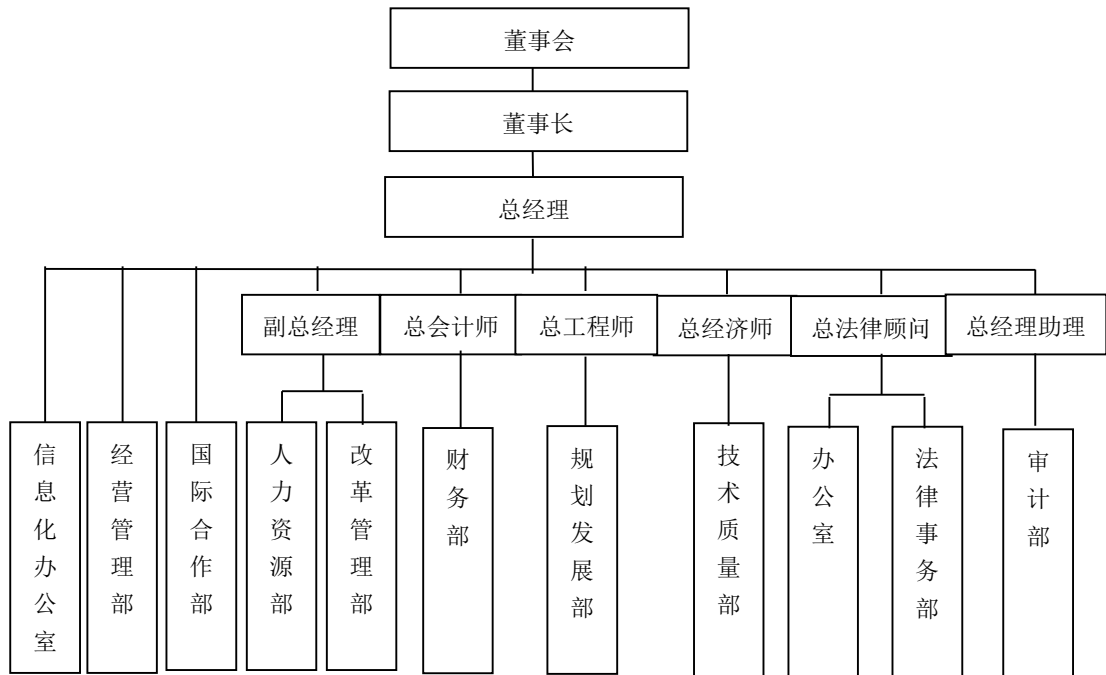 董事会
董事长
总经理
副总经理
总会计师
总工程师
总经济师
总法律顾问
总经理助理
信息化办公室
经营管理部
国际合作部
人力资源部
改革管理部
财务部
规划发展部
技术质量部
办公室
法律事务部
审计部